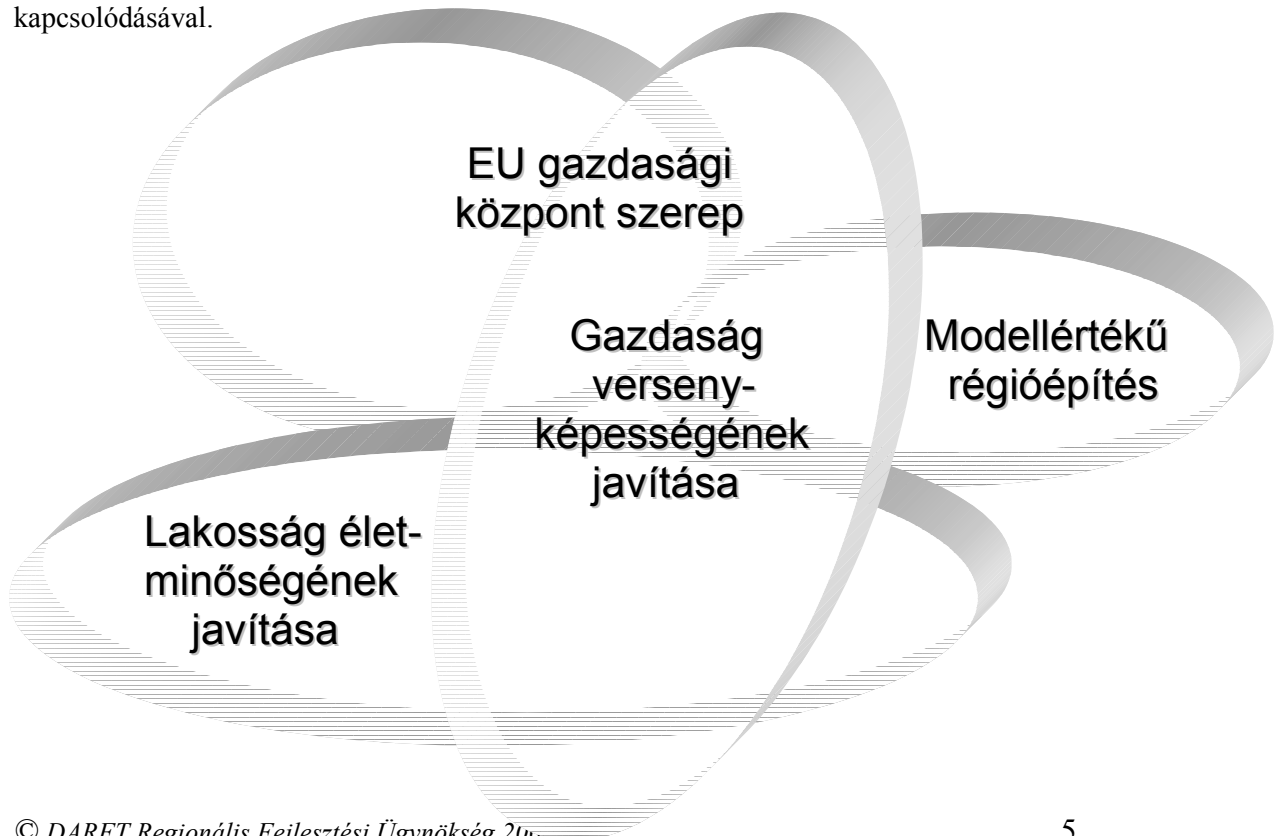 kapcsolódásával.
EU gazdasági
központ szerep
Gazdaság
verseny-
képességének
javítása
Modellértékű
régióépítés
Lakosság élet-
minőségének
javítása
© DARFT Regionális Fejlesztési Ügynökség
5